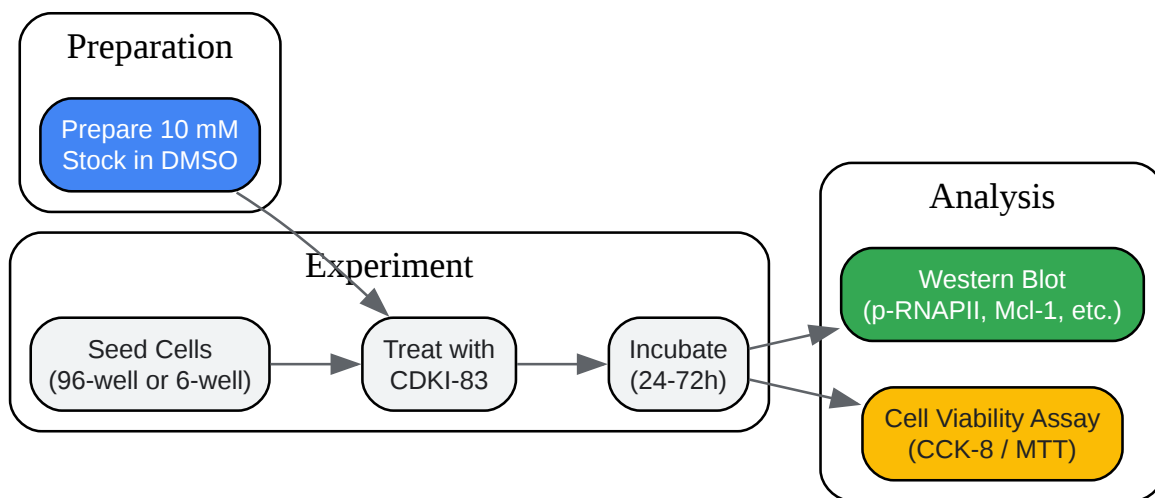 Preparation
Prepare 10 mM
Stock in DMSO
Experiment
Seed Cells
(96-well or 6-well)
Treat with
CDKI-83
Incubate
(24-72h)
Analysis
Western Blot
(p-RNAPII, Mcl-1, etc.)
Cell Viability Assay
(CCK-8 / MTT)